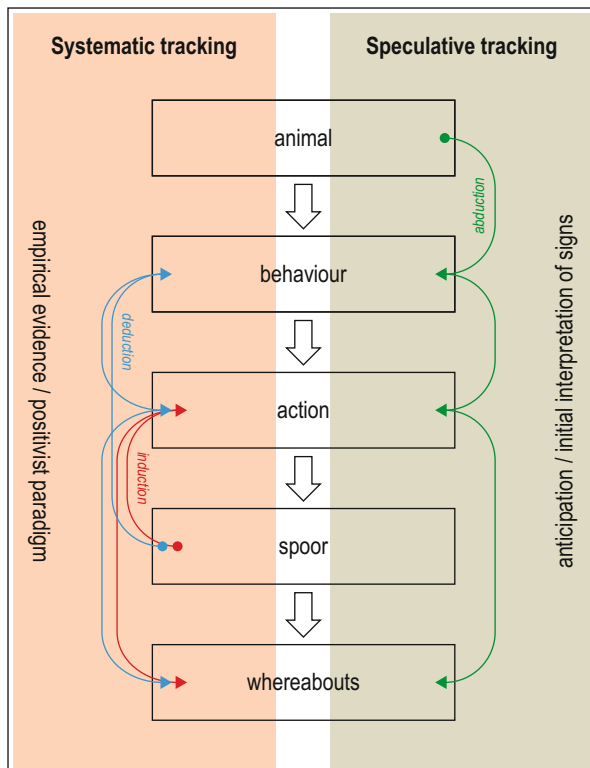 Systematic tracking
Speculative tracking
animal
abduction
behaviour
deduction
action
induction
spoor
whereabouts
empirical evidence / positivist paradigm
anticipation / initial interpretation of signs